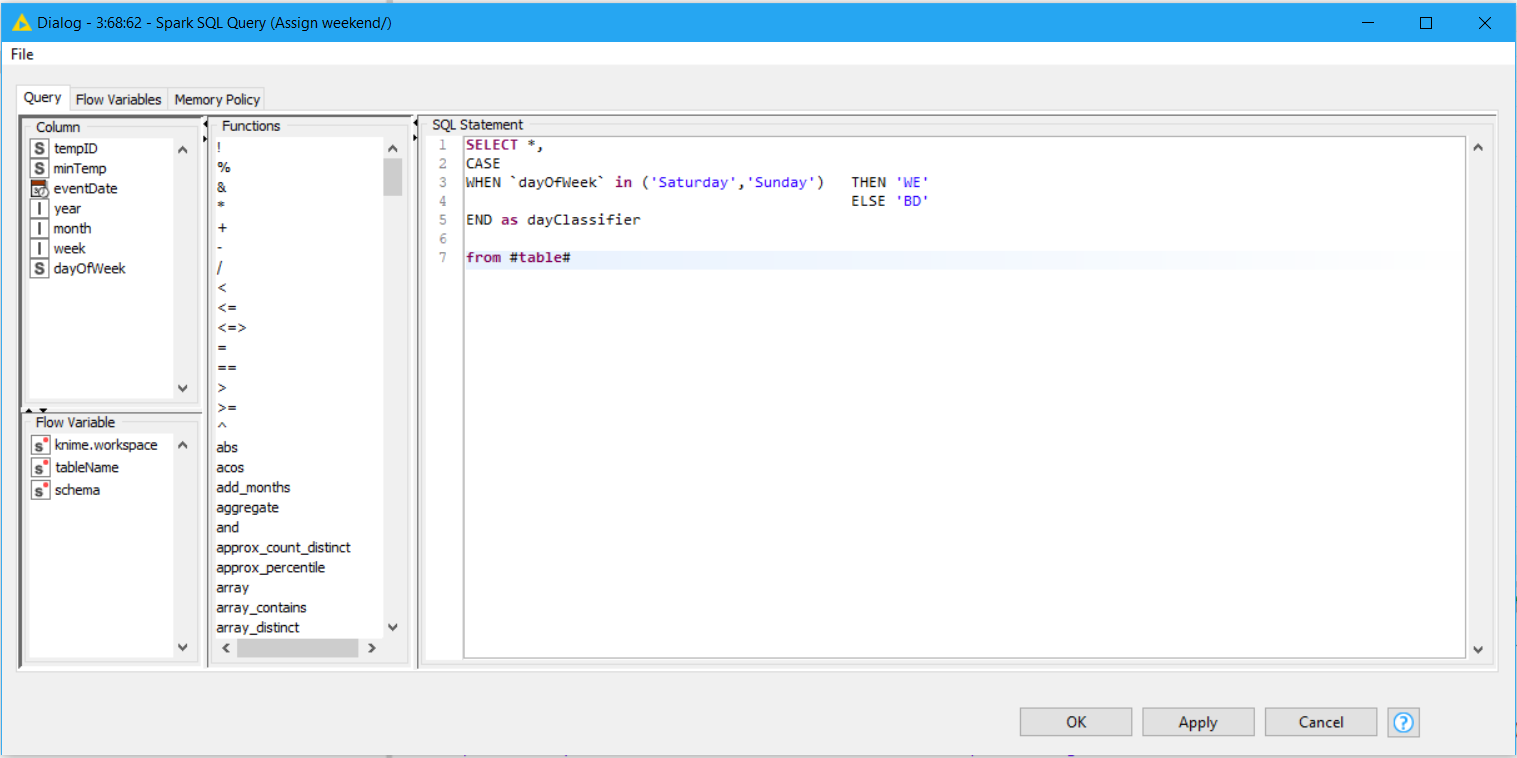 Dialog - 3:68:62 - Spark SQL Query (Assign weekend/)
File
Query Flow Variables Memory Policy
Column
S tempID
S minTemp
eventDate
I year
I month
I week
S dayOfWeek
Flow Variable
s knime.workspace
s tableName
s schema
Functions
!
%
&
*
+
-
/
<
<=
<=>
=
==
>
>=
^
abs
acos
add_months
aggregate
and
approx_count_distinct
approx_percentile
array
array_contains
array_distinct
SQL Statement
1 SELECT *,
2 CASE
3 WHEN `dayOfWeek` in ('Saturday','Sunday') THEN 'WE'
4 ELSE 'BD'
5 END as dayClassifier
6
7 from #table#
OK Apply Cancel ?